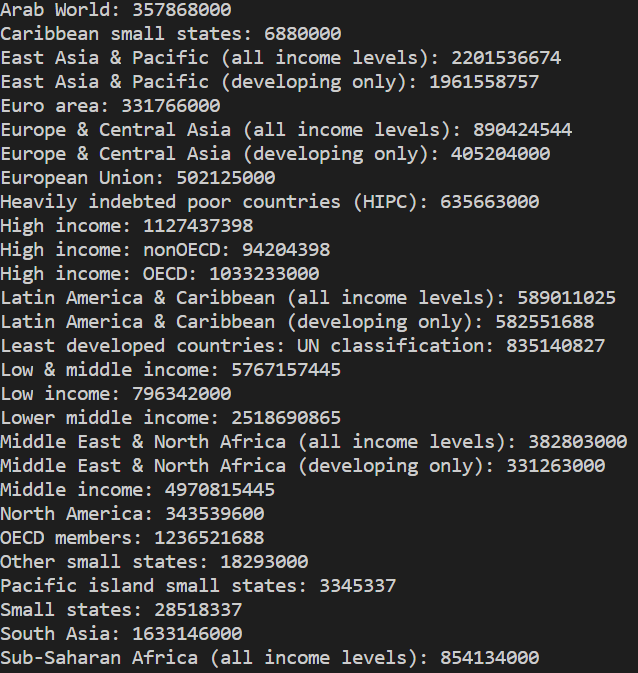 Arab World: 357868000
Caribbean small states: 6880000
East Asia & Pacific (all income levels): 2201536674
East Asia & Pacific (developing only): 1961558757
Euro area: 331766000
Europe & Central Asia (all income levels): 890424544
Europe & Central Asia (developing only): 405204000
European Union: 502125000
Heavily indebted poor countries (HIPC): 635663000
High income: 1127437398
High income: nonOECD: 94204398
High income: OECD: 1033233000
Latin America & Caribbean (all income levels): 589011025
Latin America & Caribbean (developing only): 582551688
Least developed countries: UN classification: 835140827
Low & middle income: 5767157445
Low income: 796342000
Lower middle income: 2518690865
Middle East & North Africa (all income levels): 382803000
Middle East & North Africa (developing only): 331263000
Middle income: 4970815445
North America: 343539600
OECD members: 1236521688
Other small states: 18293000
Pacific island small states: 3345337
Small states: 28518337
South Asia: 1633146000
Sub-Saharan Africa (all income levels): 854134000